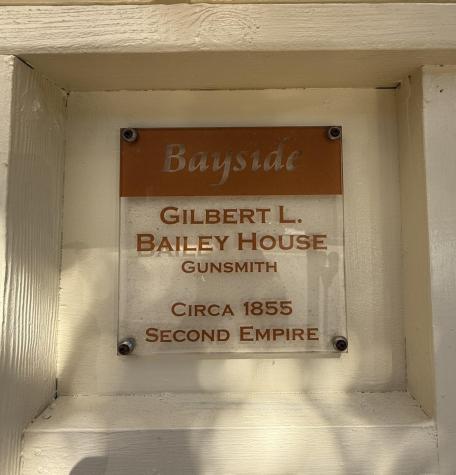 Bayside
GILBERT L.
BAILEY HOUSE
GUNSMITH
CIRCA 1855
SECOND EMPIRE